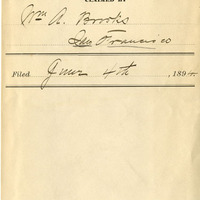 CLAIMED BY
Wm A. Brooks
San Francisco
Filed June 4th, 189